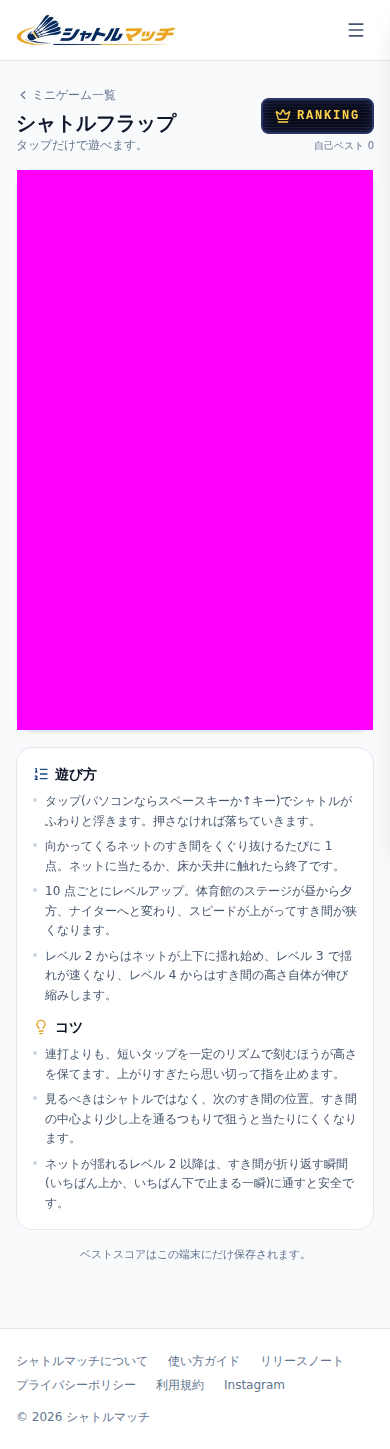 シャトルマッチ
ミニゲーム一覧
シャトルフラップ
タップだけで遊べます。
RANKING
自己ベスト 0
遊び方
タップ(パソコンならスペースキーか↑キー)でシャトルが
ふわりと浮きます。押さなければ落ちていきます。
向かってくるネットのすき間をくぐり抜けるたびに 1
点。ネットに当たるか、床か天井に触れたら終了です。
10 点ごとにレベルアップ。体育館のステージが昼から夕
方、ナイターへと変わり、スピードが上がってすき間が狭
くなります。
レベル 2 からはネットが上下に揺れ始め、レベル 3 で揺
れが速くなり、レベル 4 からはすき間の高さ自体が伸び
縮みします。
コツ
連打よりも、短いタップを一定のリズムで刻むほうが高さ
を保てます。上がりすぎたら思い切って指を止めます。
見るべきはシャトルではなく、次のすき間の位置。すき間
の中心より少し上を通るつもりで狙うと当たりにくくなり
ます。
ネットが揺れるレベル 2 以降は、すき間が折り返す瞬間
(いちばん上か、いちばん下で止まる一瞬)に通すと安全で
す。
ベストスコアはこの端末にだけ保存されます。
シャトルマッチについて 使い方ガイド リリースノート
プライバシーポリシー 利用規約 Instagram
© 2026 シャトルマッチ